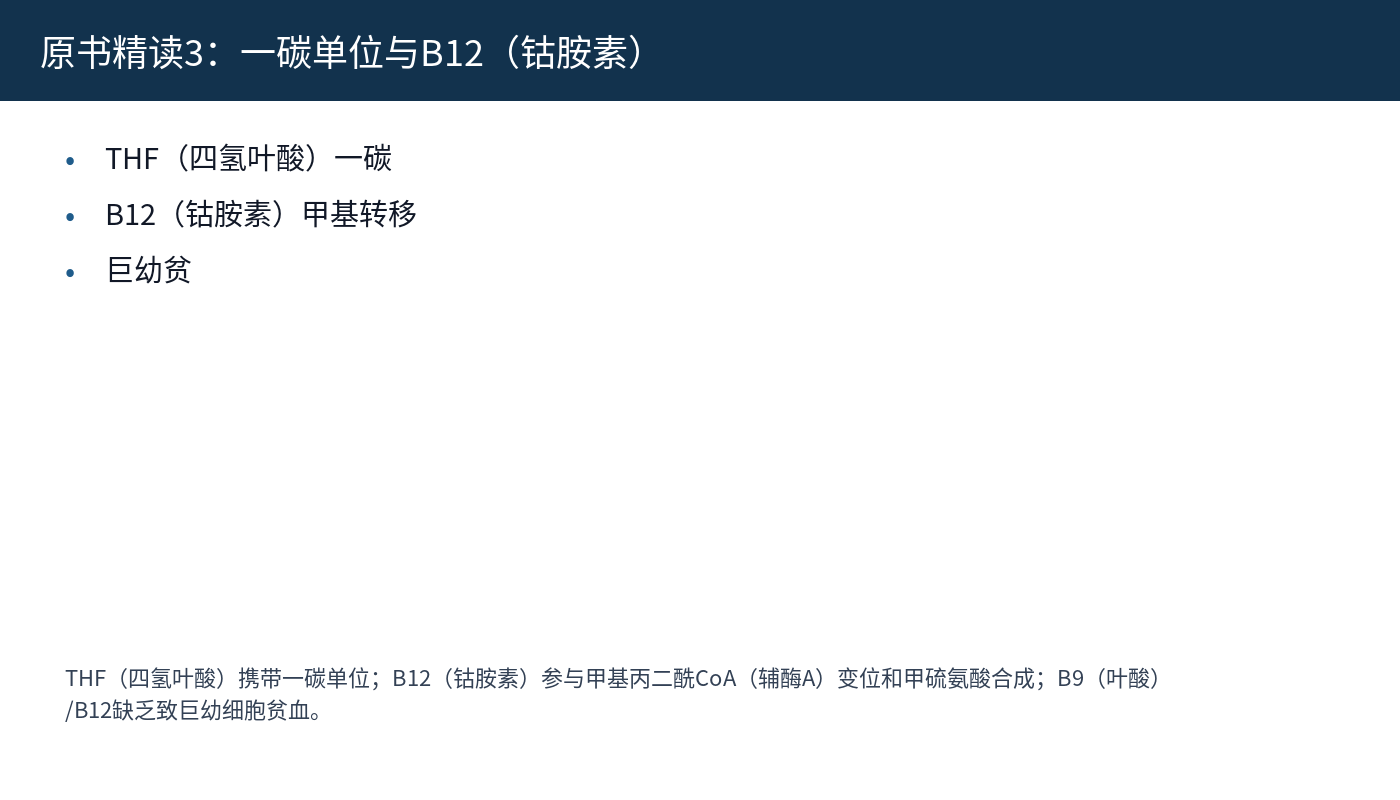 原书精读3：一碳单位与B12（钴胺素）
• THF（四氢叶酸）一碳
• B12（钴胺素）甲基转移
• 巨幼贫
THF（四氢叶酸）携带一碳单位；B12（钴胺素）参与甲基丙二酰CoA（辅酶A）变位和甲硫氨酸合成；B9（叶酸）
/B12缺乏致巨幼细胞贫血。